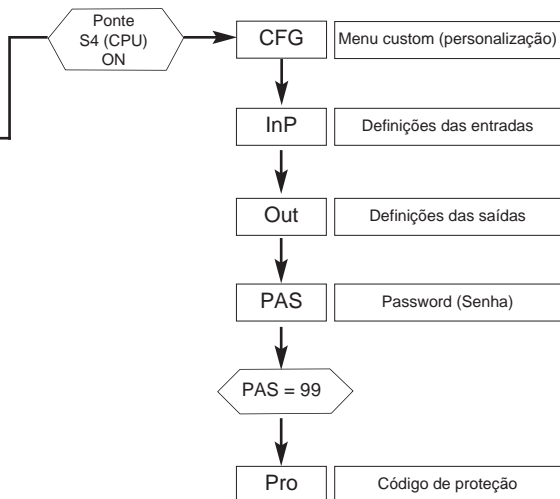 Ponte
S4 (CPU)
ON
CFG
Menu custom (personalização)
InP
Definições das entradas
Out
Definições das saídas
PAS
Password (Senha)
PAS = 99
Pro
Código de proteção